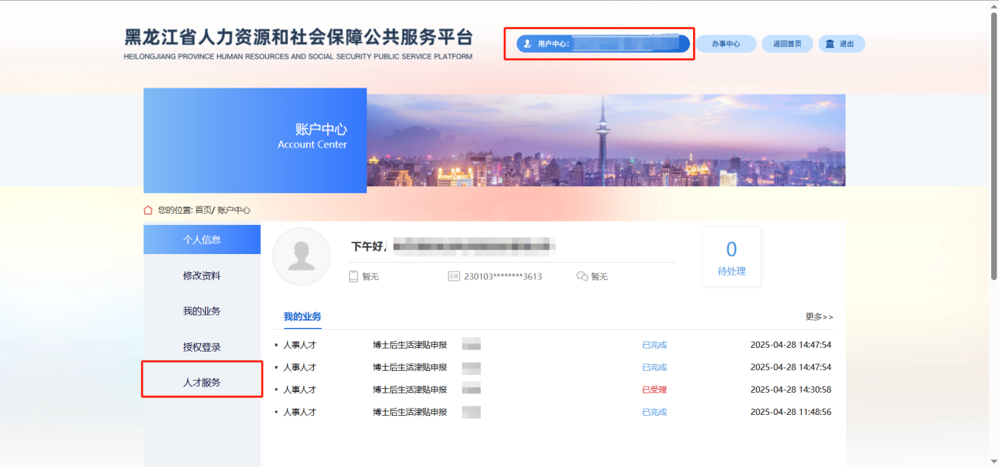 黑龙江省人力资源和社会保障公共服务平台
HEILONGJIANG PROVINCE HUMAN RESOURCES AND SOCIAL SECURITY PUBLIC SERVICE PLATFORM
用户中心:
办事中心
返回首页
退出
账户中心
Account Center
您的位置: 首页/ 账户中心
个人信息
修改资料
我的业务
授权登录
人才服务
下午好,
暂无
230103********3613
暂无
0
待处理
我的业务
更多>>
人事人才 博士后生活津贴申报 已完成 2025-04-28 14:47:54
人事人才 博士后生活津贴申报 已完成 2025-04-28 14:47:54
人事人才 博士后生活津贴申报 已受理 2025-04-28 14:30:58
人事人才 博士后生活津贴申报 已完成 2025-04-28 11:48:56